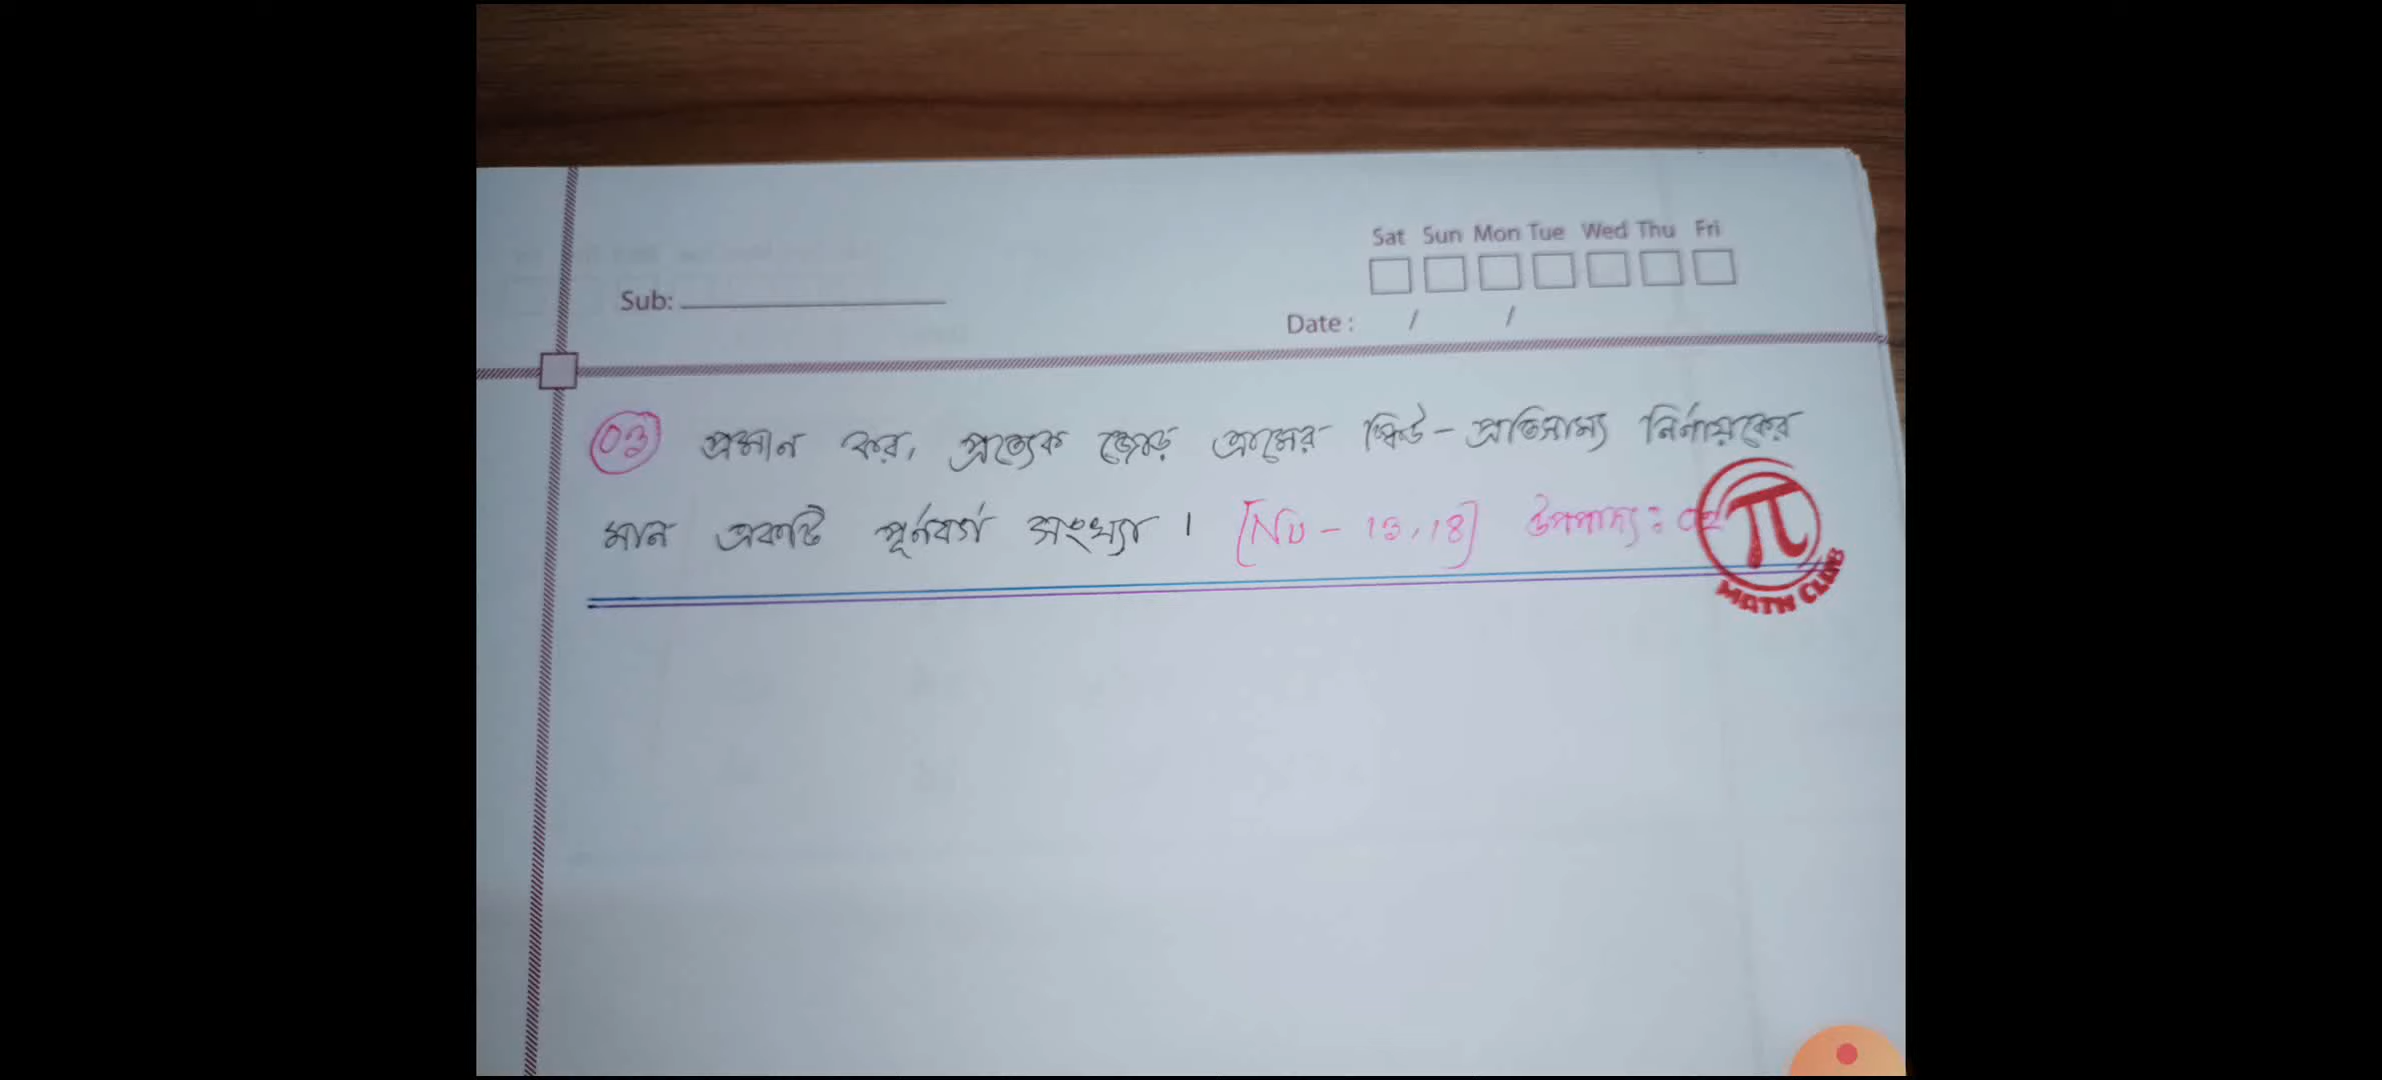 Sat Sun Mon Tue Wed Thu Fri
Sub:
Date : / /
03 প্রমান কর, প্রত্যেক জোড় ক্রমের স্কিউ - প্রতিসাম্য নির্ণায়কের
মান একটি পূর্ণবর্গ সংখ্যা । [NU - 13, 18] উপপাদ্য : 02
π
MATH CLUB